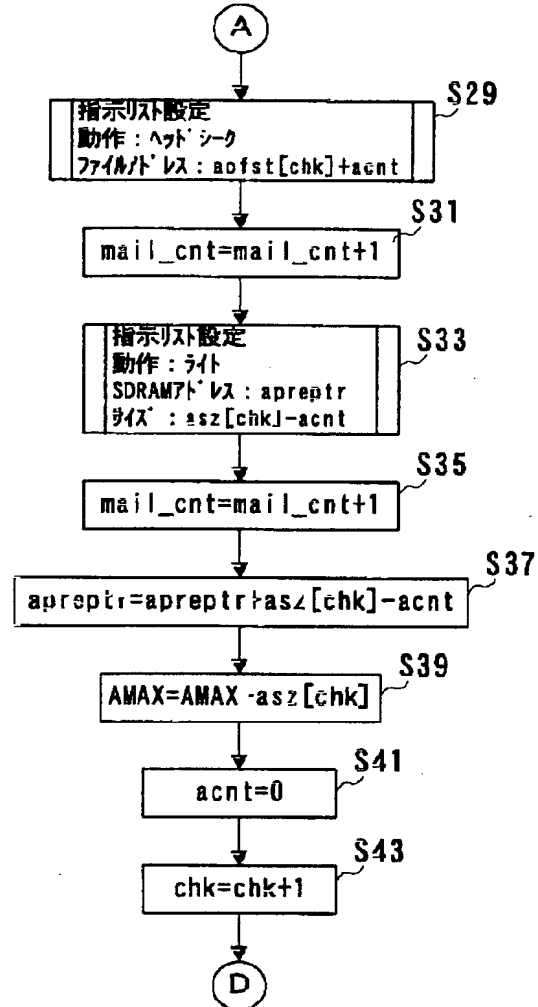 A
S29
指示リスト設定
動作：ヘッドシーク
ファイルアドレス：aofst[chk]+acnt
S31
mail_cnt=mail_cnt+1
S33
指示リスト設定
動作：ライト
SDRAMアドレス：apreptr
サイズ：asz[chk]-acnt
S35
mail_cnt=mail_cnt+1
S37
apreptr=apreptr+asz[chk]-acnt
S39
AMAX=AMAX-asz[chk]
S41
acnt=0
S43
chk=chk+1
D